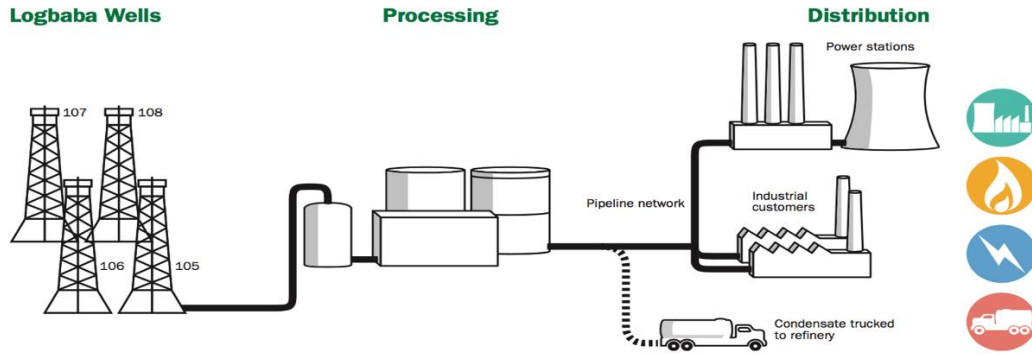 Logbaba Wells
Processing
Distribution
Power stations
107
108
Industrial
customers
Pipeline network
106
105
Condensate trucked
to refinery